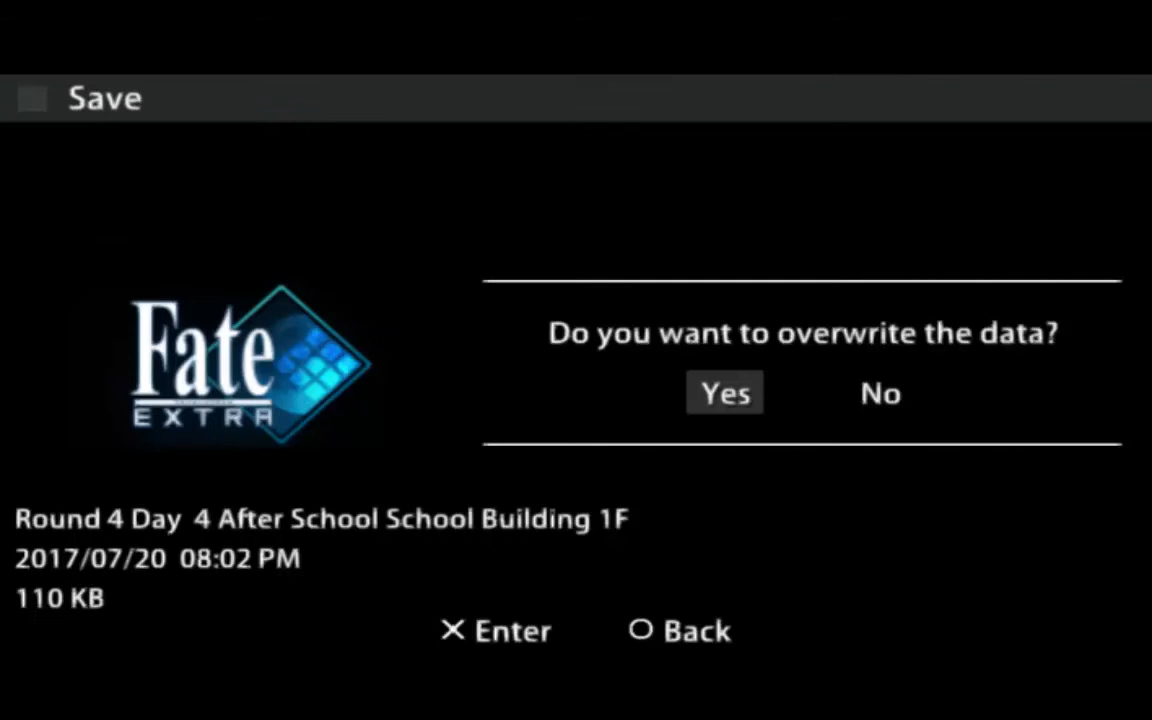 Save
Fate
EXTRA
Do you want to overwrite the data?
Yes No
Round 4 Day 4 After School School Building 1F
2017/07/20 08:02 PM
110 KB
X Enter O Back